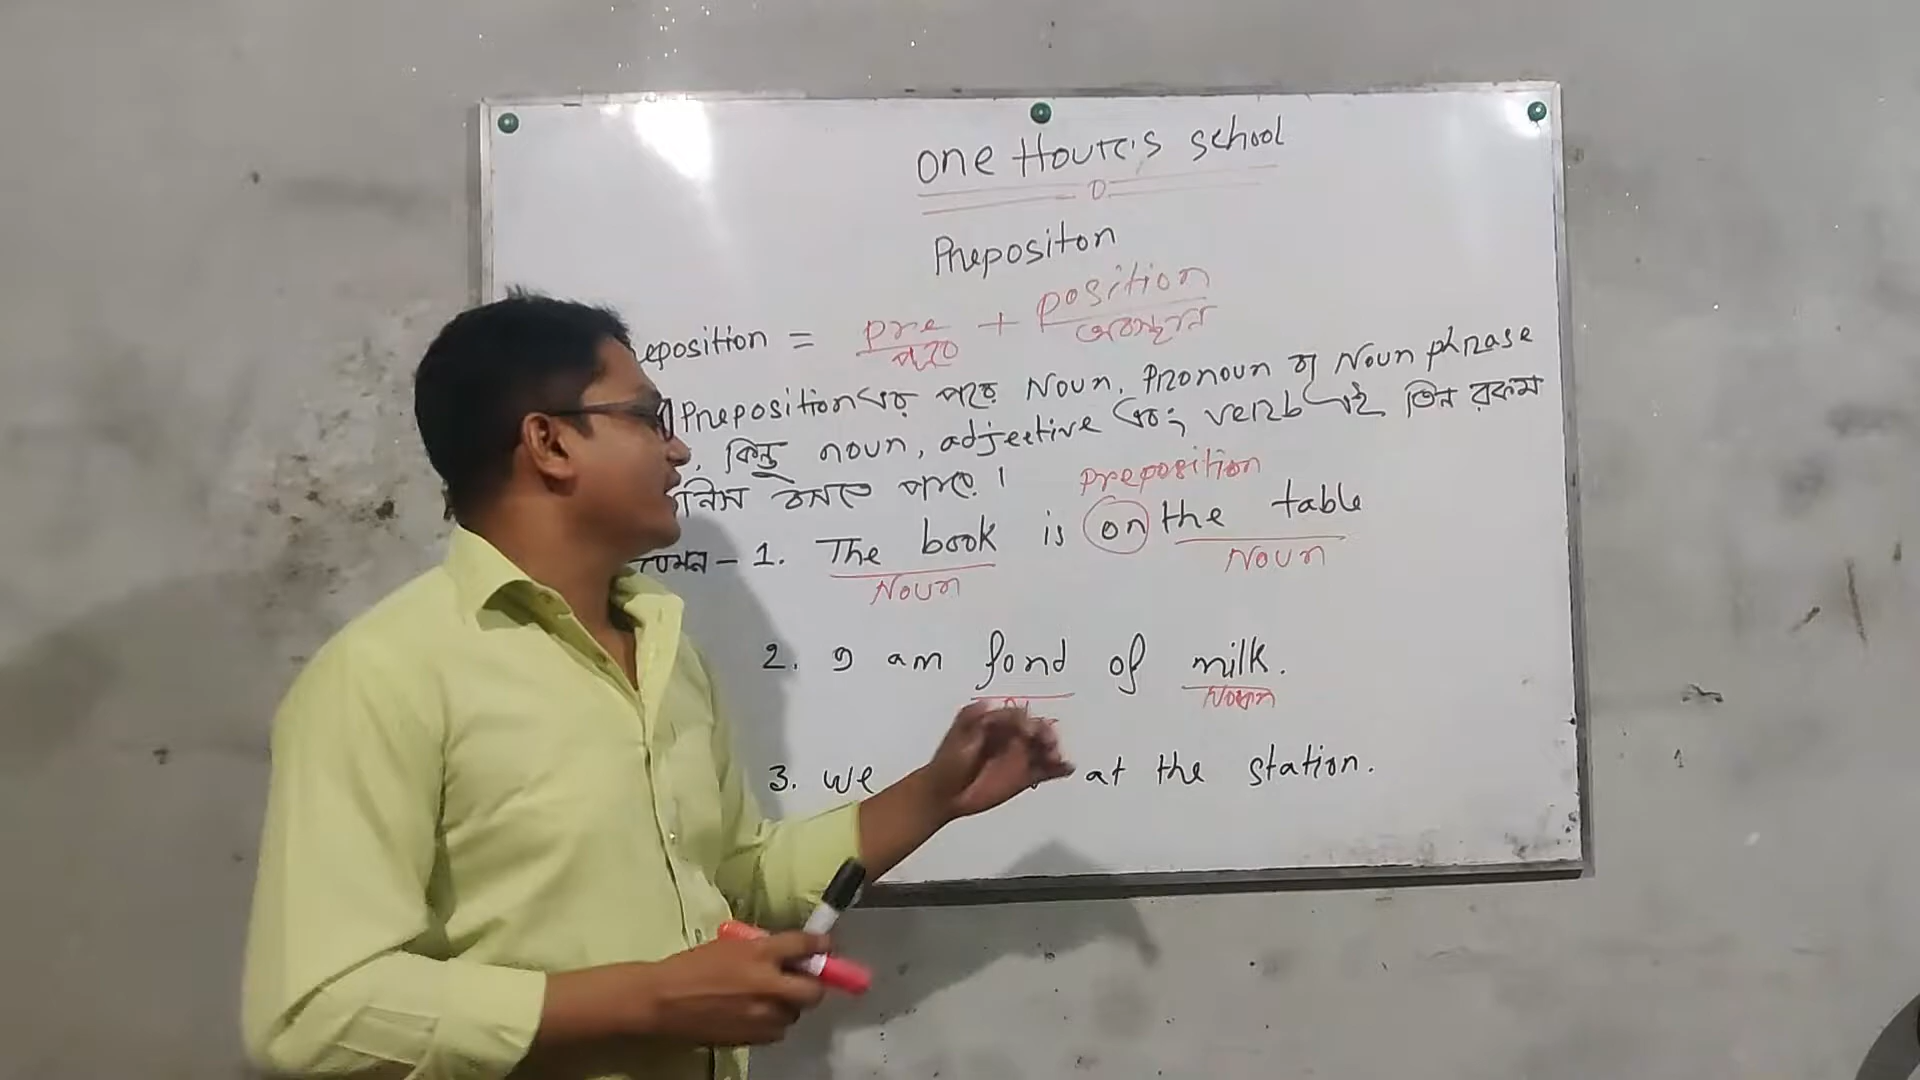 one Hour's school
Prepositon
eposition = pre + position
পূর্বে অবস্থান
Preposition এর পরে Noun, Pronoun বা Noun phrase
, কিন্তু noun, adjective এবং verb এই তিন রকম
নিস বসতে পারে।
preposition
1. The book is on the table
Noun Noun
2. I am fond of milk.
Noun
3. we at the station.